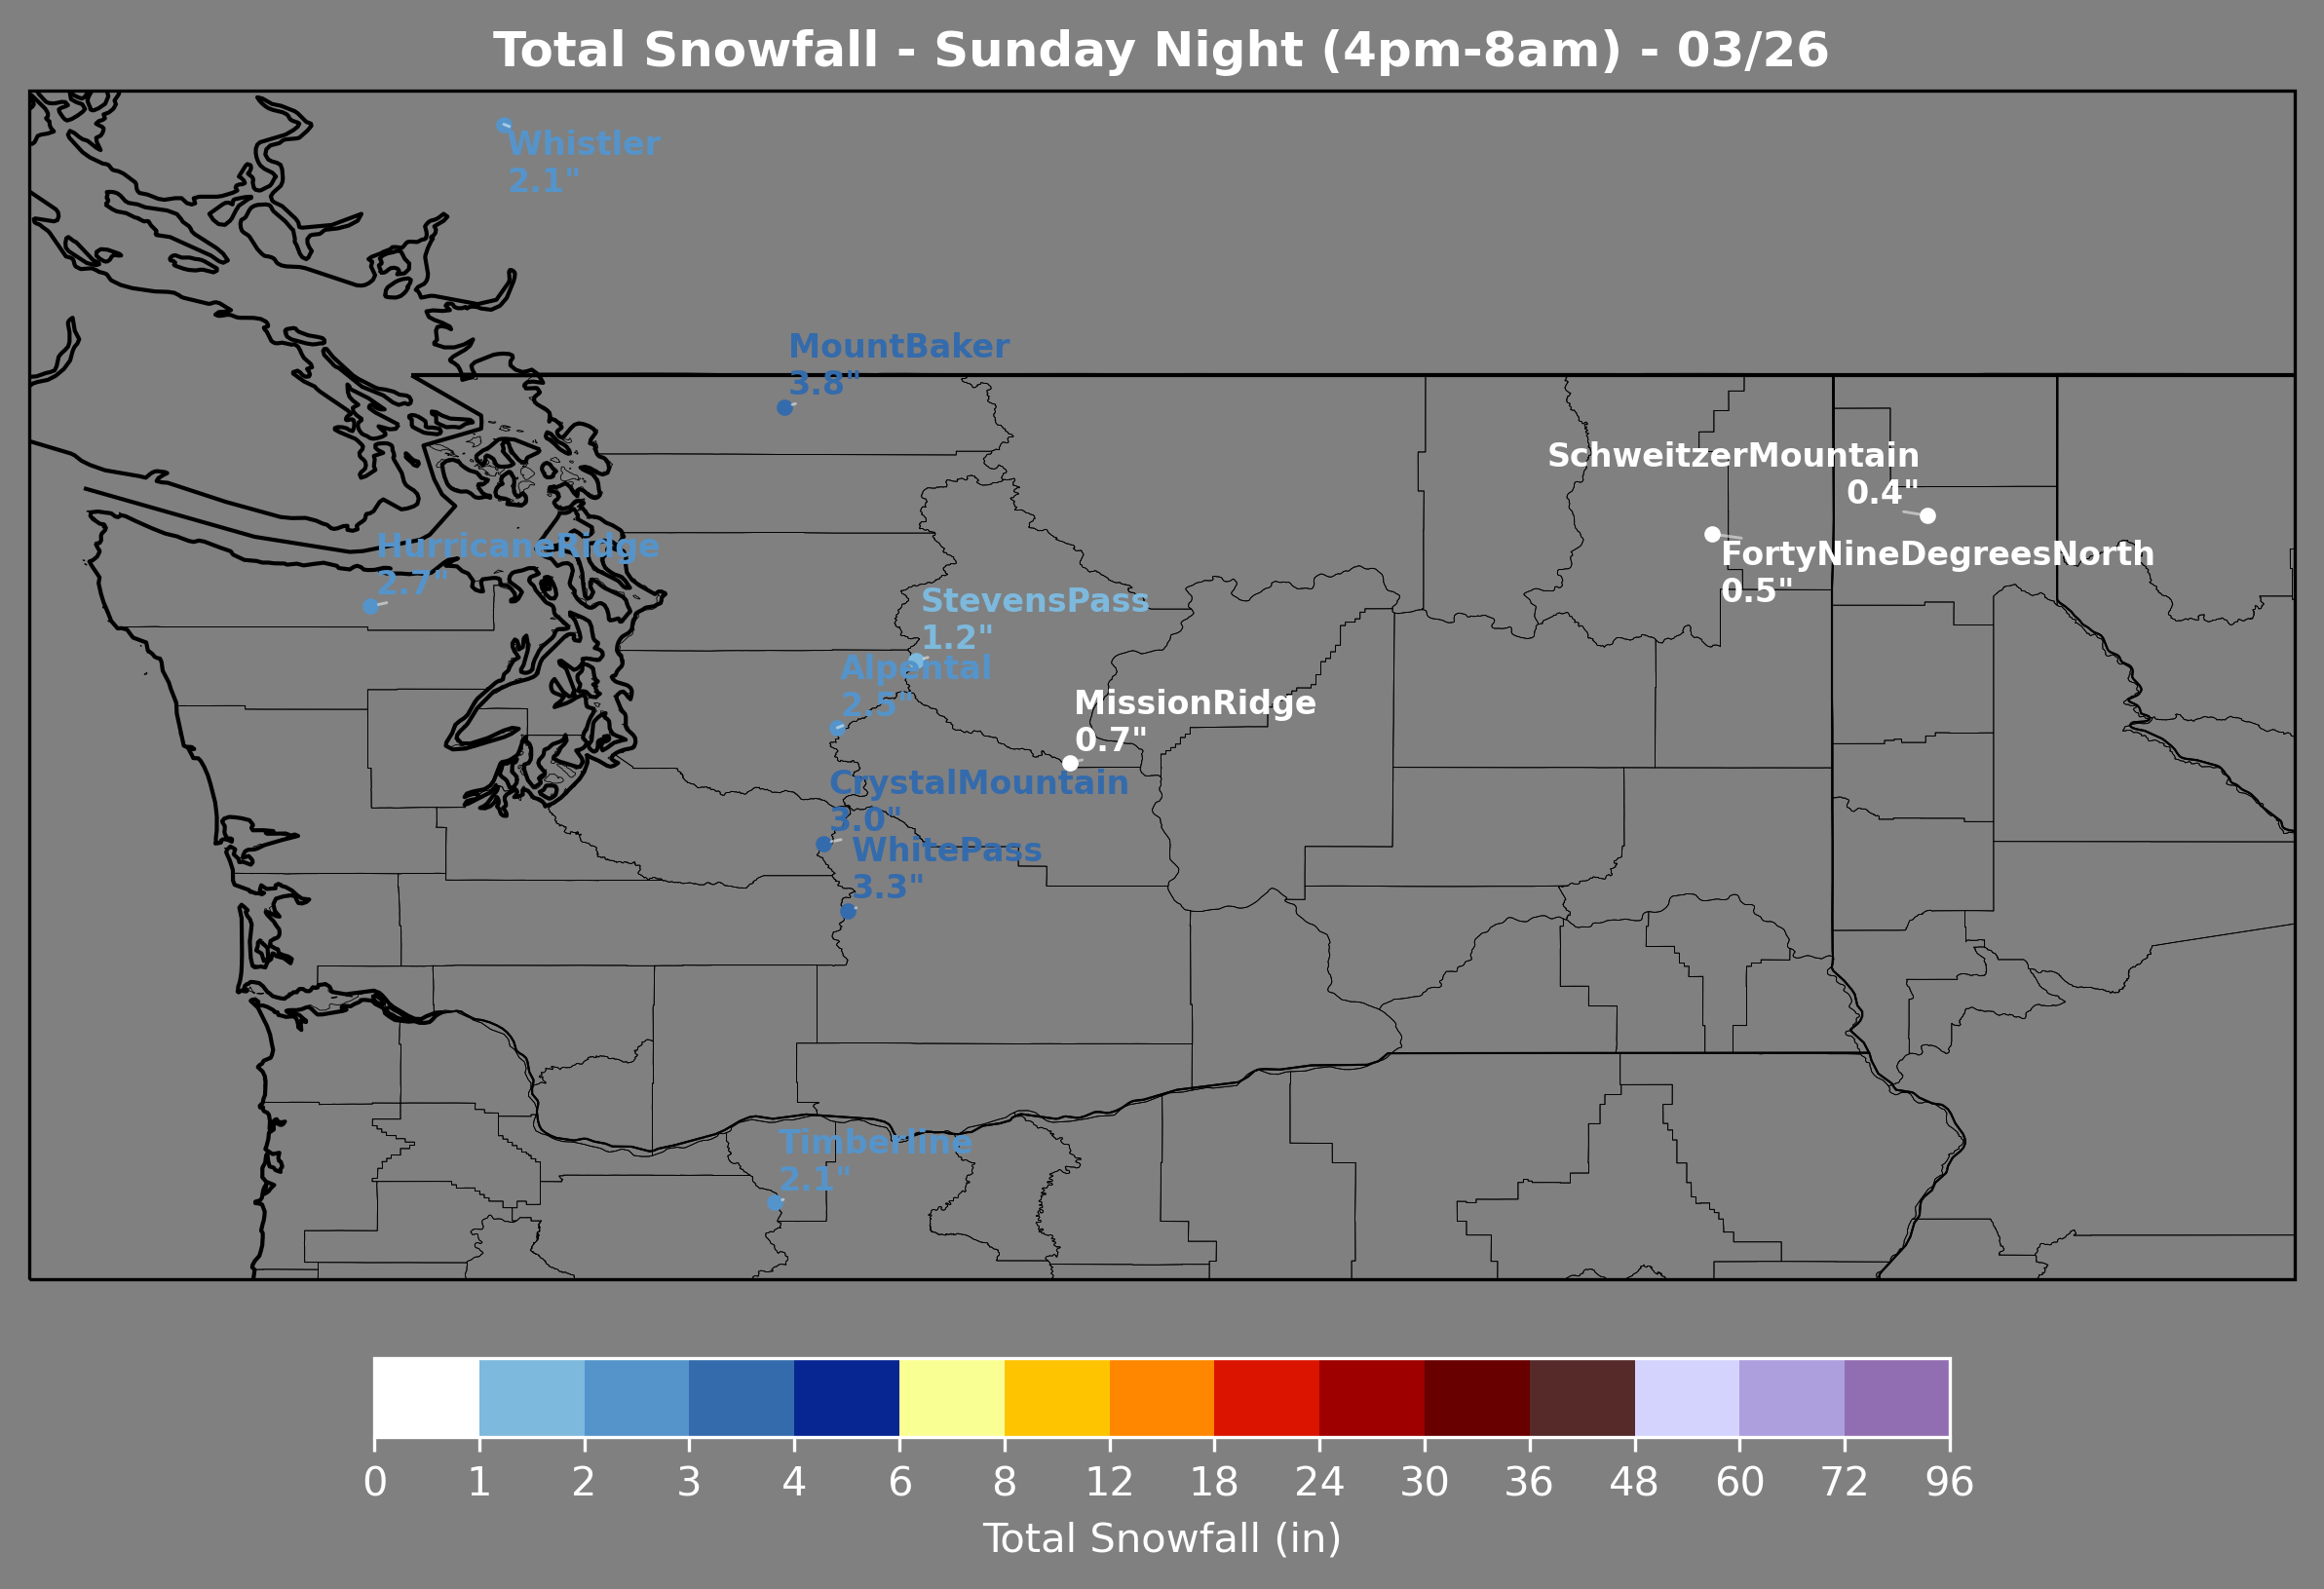 Total Snowfall - Sunday Night (4pm-8am) - 03/26
Whistler
2.1"
MountBaker
3.8"
SchweitzerMountain
0.4"
HurricaneRidge
2.7"
FortyNineDegreesNorth
0.5"
StevensPass
1.2"
Alpental
2.5"
MissionRidge
0.7"
CrystalMountain
3.0"
WhitePass
3.3"
Timberline
2.1"
0 1 2 3 4 6 8 12 18 24 30 36 48 60 72 96
Total Snowfall (in)